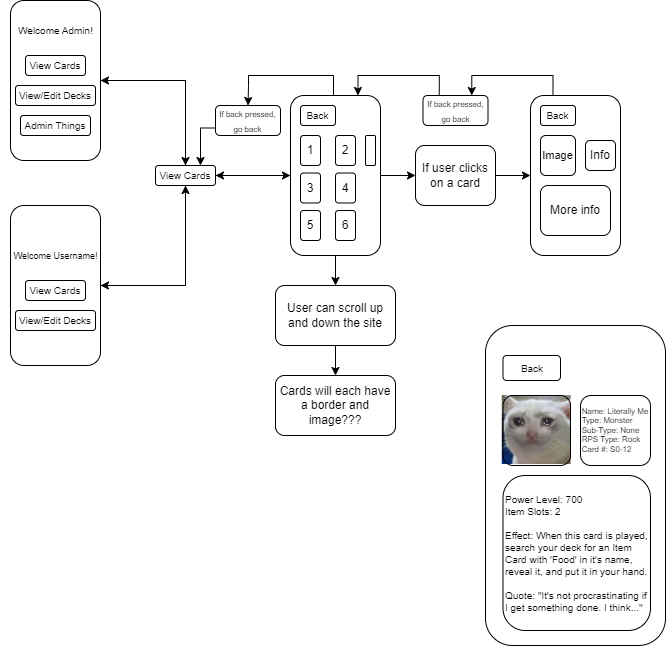 Welcome Admin!
View Cards
View/Edit Decks
Admin Things
Welcome Username!
View Cards
View/Edit Decks
View Cards
If back pressed,
go back
Back
1
2
3
4
5
6
User can scroll up
and down the site
Cards will each have
a border and
image???
If user clicks
on a card
If back pressed,
go back
Back
Image
Info
More info
Back
Name: Literally Me
Type: Monster
Sub-Type: None
RPS Type: Rock
Card #: S0-12
Power Level: 700
Item Slots: 2
Effect: When this card is played,
search your deck for an Item
Card with 'Food' in it's name,
reveal it, and put it in your hand.
Quote: "It's not procrastinating if
I get something done. I think..."